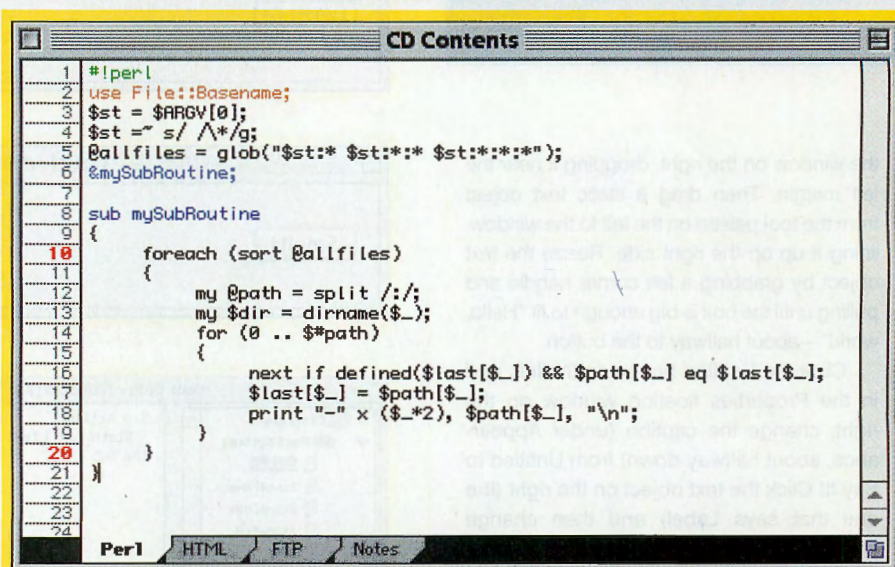 CD Contents
1 #!perl
2 use File::Basename;
3 $st = $ARGV[0];
4 $st =~ s/ /\*/g;
5 @allfiles = glob("$st:* $st:*:* $st:*:*:*");
6 &mySubRoutine;
7
8 sub mySubRoutine
9 {
10 foreach (sort @allfiles)
11 {
12 my @path = split /:/;
13 my $dir = dirname($_);
14 for (0 .. $#path)
15 {
16 next if defined($last[$_]) && $path[$_] eq $last[$_];
17 $last[$_] = $path[$_];
18 print "-" x ($_*2), $path[$_], "\n";
19 }
20 }
21 }
22
23
24
Perl HTML FTP Notes